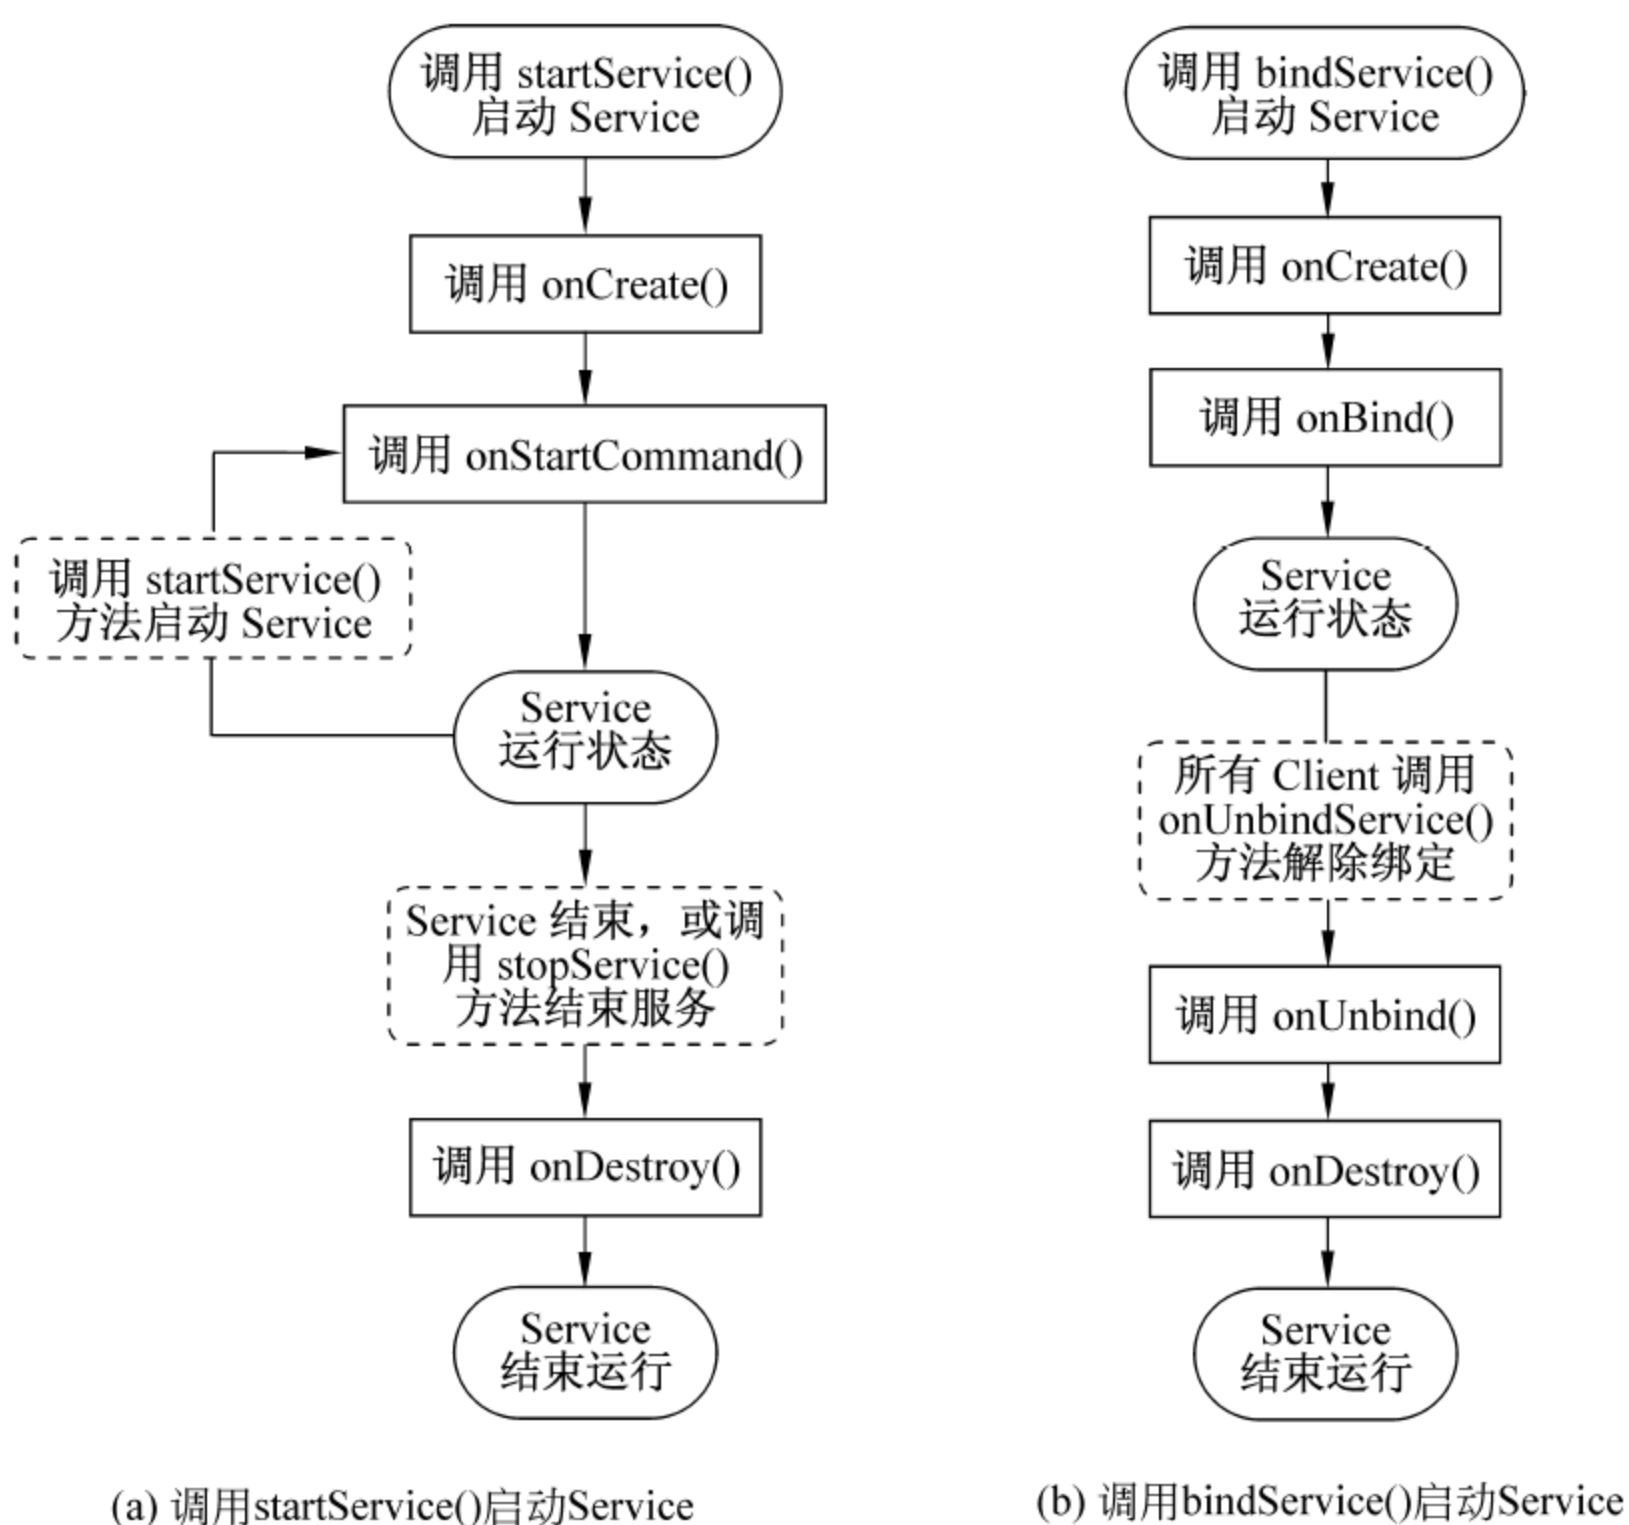 调用 startService()
启动 Service
调用 onCreate()
调用 onStartCommand()
调用 startService()
方法启动 Service
Service
运行状态
Service 结束，或调
用 stopService()
方法结束服务
调用 onDestroy()
Service
结束运行
(a) 调用startService()启动Service
调用 bindService()
启动 Service
调用 onCreate()
调用 onBind()
Service
运行状态
所有 Client 调用
onUnbindService()
方法解除绑定
调用 onUnbind()
调用 onDestroy()
Service
结束运行
(b) 调用bindService()启动Service